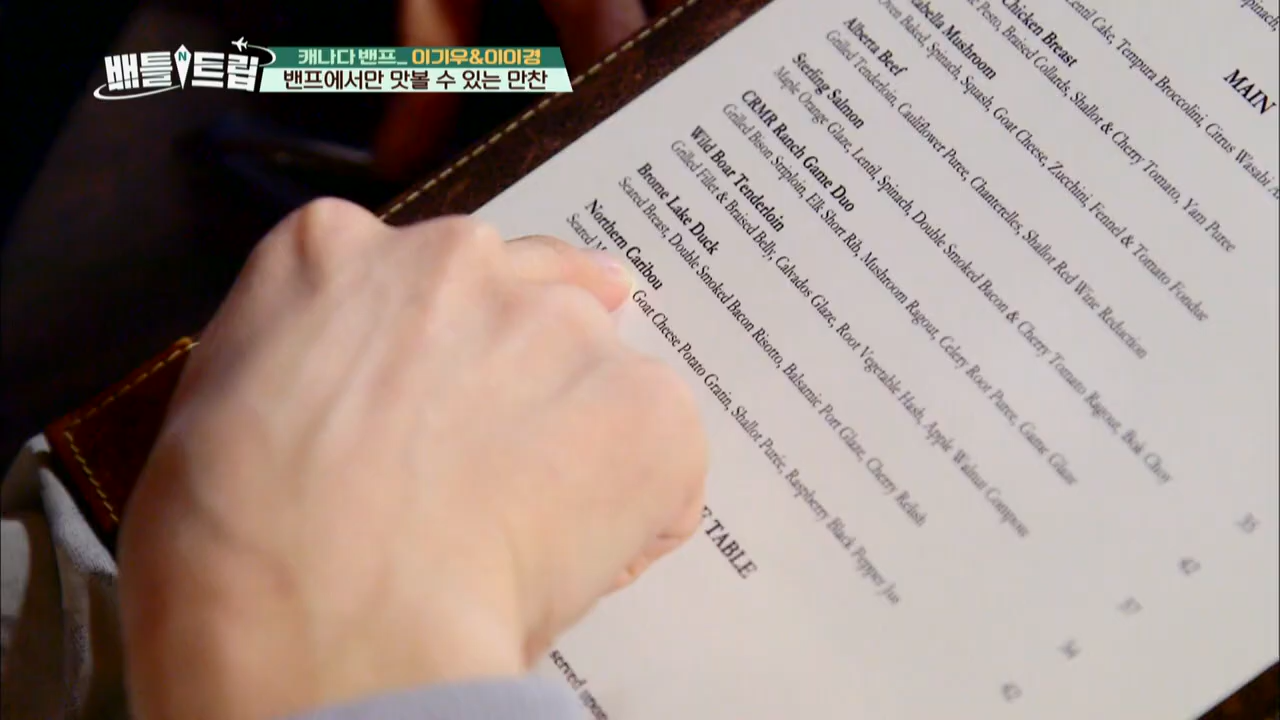 배틀트립
캐나다 밴프_ 이기우&이이경
밴프에서만 맛볼 수 있는 만찬
MAIN
Lentil Cake, Tempura Broccolini, Citrus Wasabi
Chicken Breast
Pesto, Braised Collards, Shallot & Cherry Tomato, Yam Puree
Mushroom
Oven Baked, Spinach, Squash, Goat Cheese, Zucchini, Fennel & Tomato Fondue
Alberta Beef
Grilled Tenderloin, Cauliflower Puree, Chanterelles, Shallot Red Wine Reduction
Sterling Salmon
Maple Orange Glaze, Lentil, Spinach, Double Smoked Bacon & Cherry Tomato Ragout, Bok Choy
CRMR Ranch Game Duo
Grilled Bison Striploin, Elk Short Rib, Mushroom Ragout, Celery Root Puree, Game Glaze
Wild Boar Tenderloin
Grilled Fillet & Braised Belly, Calvados Glaze, Root Vegetable Hash, Apple Walnut Compote
Brome Lake Duck
Seared Breast, Double Smoked Bacon Risotto, Balsamic Port Glaze, Cherry Relish
Northern Caribou
Seared Goat Cheese Potato Gratin, Shallot Purée, Raspberry Black Pepper Jus
35
42
37
42
TABLE
served